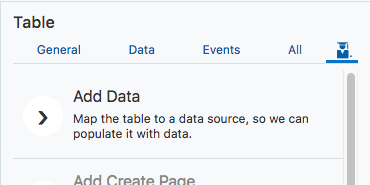 Table
General Data Events All
Add Data
Map the table to a data source, so we can
populate it with data.
Add Create Page